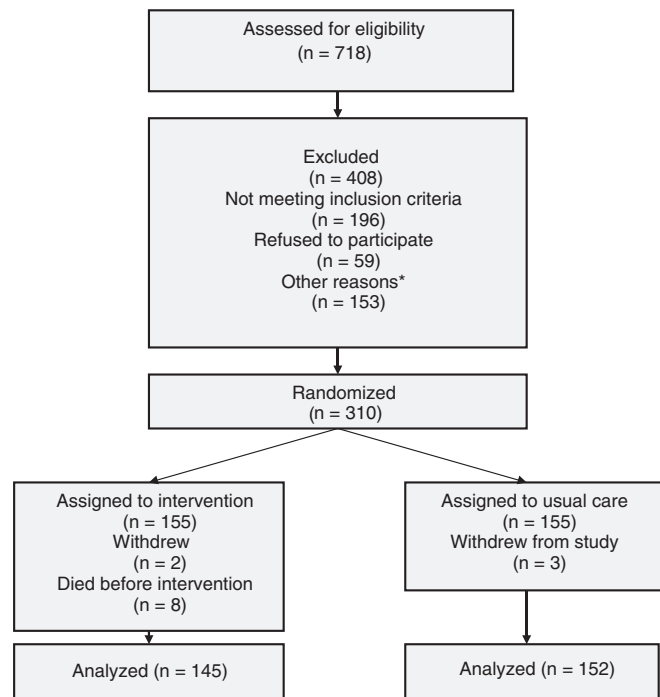 Assessed for eligibility
(n = 718)
Excluded
(n = 408)
Not meeting inclusion criteria
(n = 196)
Refused to participate
(n = 59)
Other reasons*
(n = 153)
Randomized
(n = 310)
Assigned to intervention
(n = 155)
Withdrew
(n = 2)
Died before intervention
(n = 8)
Assigned to usual care
(n = 155)
Withdrew from study
(n = 3)
Analyzed (n = 145)
Analyzed (n = 152)